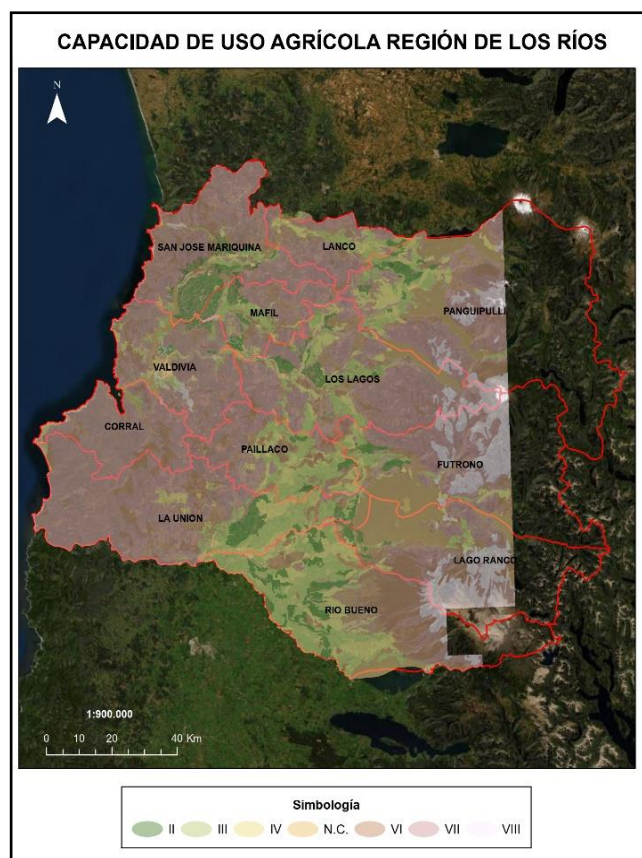 CAPACIDAD DE USO AGRÍCOLA REGIÓN DE LOS RÍOS
N
SAN JOSE MARIQUINA
LANCO
MAFIL
PANGUIPULLI
VALDIVIA
LOS LAGOS
CORRAL
PAILLACO
FUTRONO
LA UNION
LAGO RANCO
RIO BUENO
1:900.000
0 10 20 40 Km
Simbología
II III IV N.C. VI VII VIII